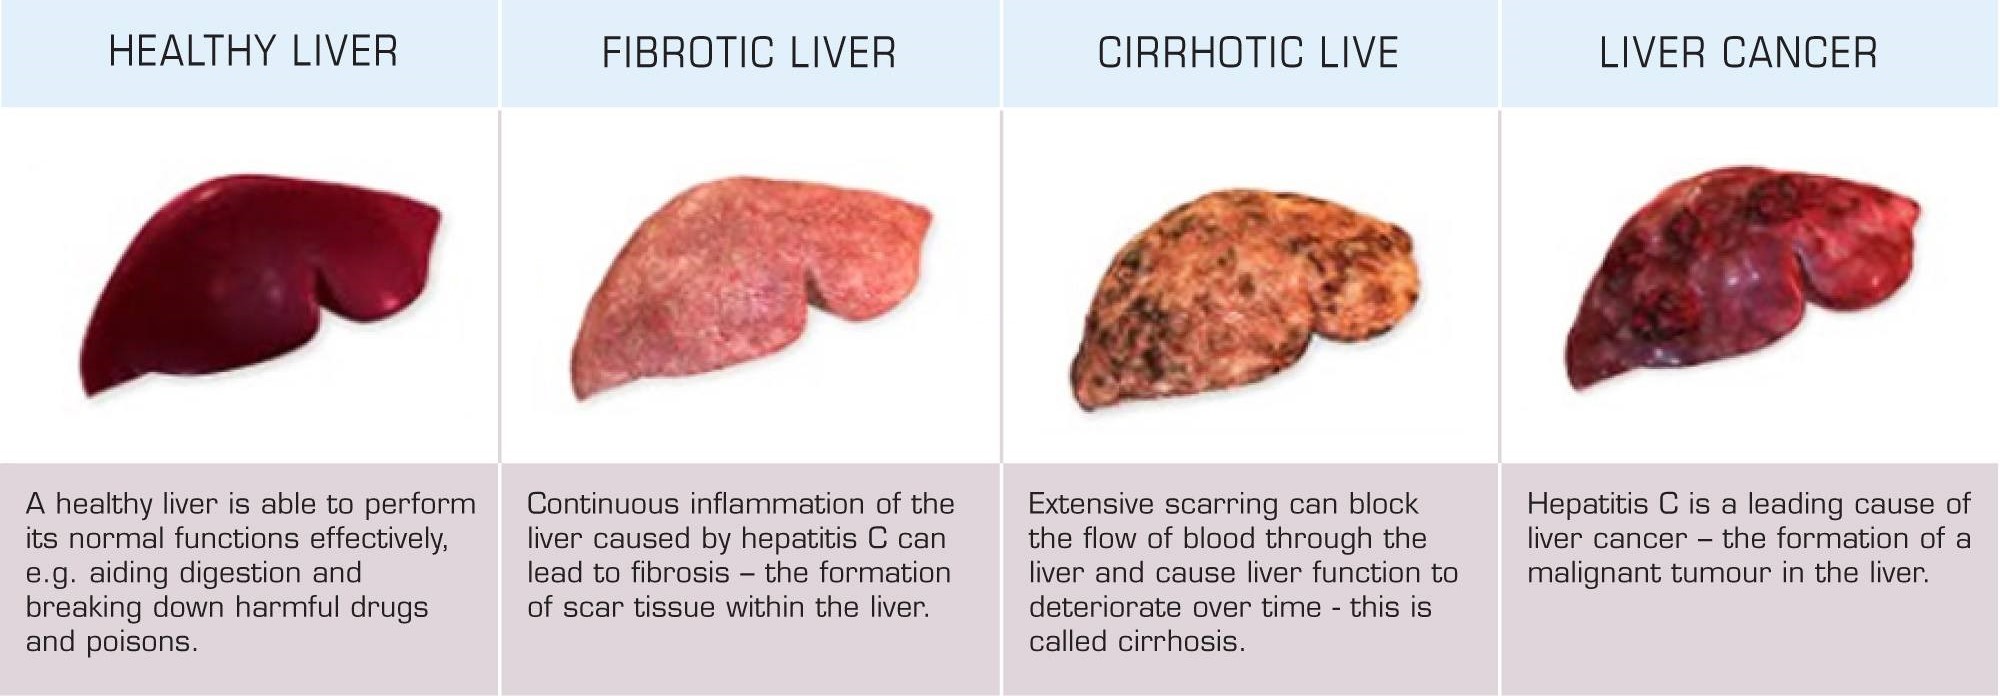 HEALTHY LIVER
FIBROTIC LIVER
CIRRHOTIC LIVE
LIVER CANCER
A healthy liver is able to perform
its normal functions effectively,
e.g. aiding digestion and
breaking down harmful drugs
and poisons.
Continuous inflammation of the
liver caused by hepatitis C can
lead to fibrosis – the formation
of scar tissue within the liver.
Extensive scarring can block
the flow of blood through the
liver and cause liver function to
deteriorate over time - this is
called cirrhosis.
Hepatitis C is a leading cause of
liver cancer – the formation of a
malignant tumour in the liver.